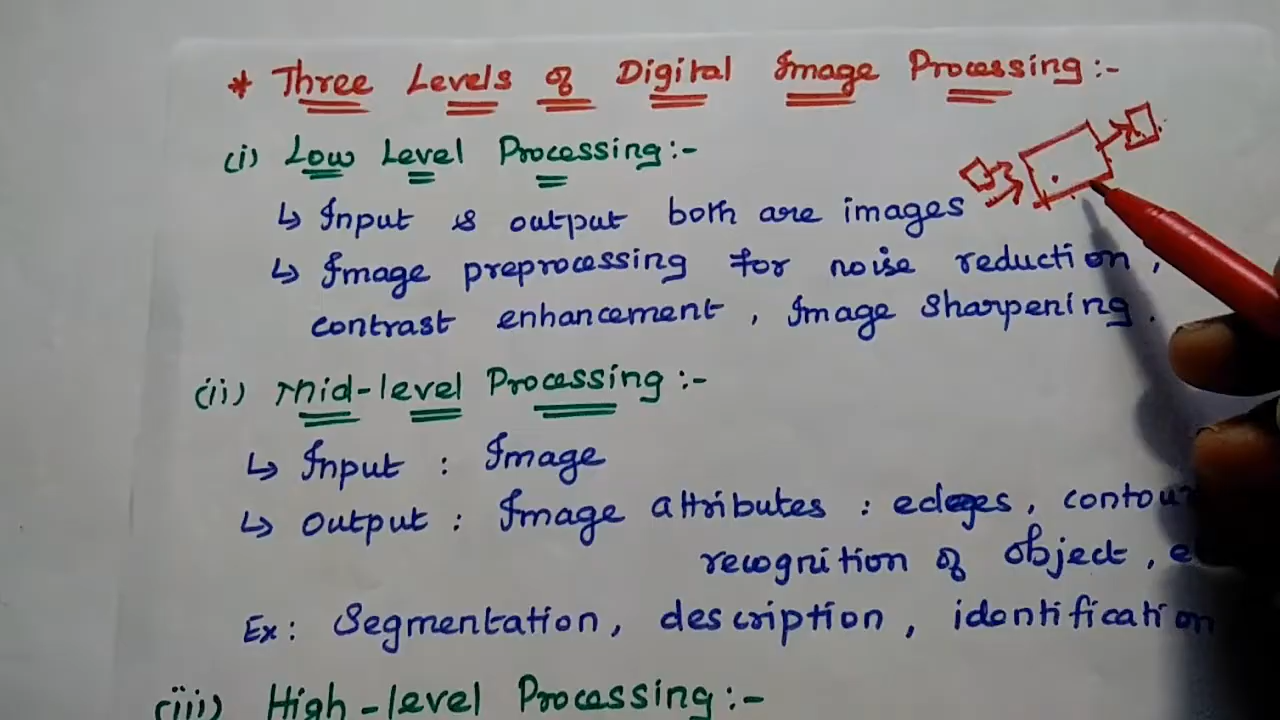 * Three Levels of Digital Image Processing:-
(i) Low Level Processing:-
↳ Input & output both are images
↳ Image preprocessing for noise reduction,
contrast enhancement, Image Sharpening.
(ii) Mid-level Processing:-
↳ Input : Image
↳ Output : Image attributes : edges,
recognition of object,
Ex: Segmentation, description, identification
(iii) High-level Processing:-